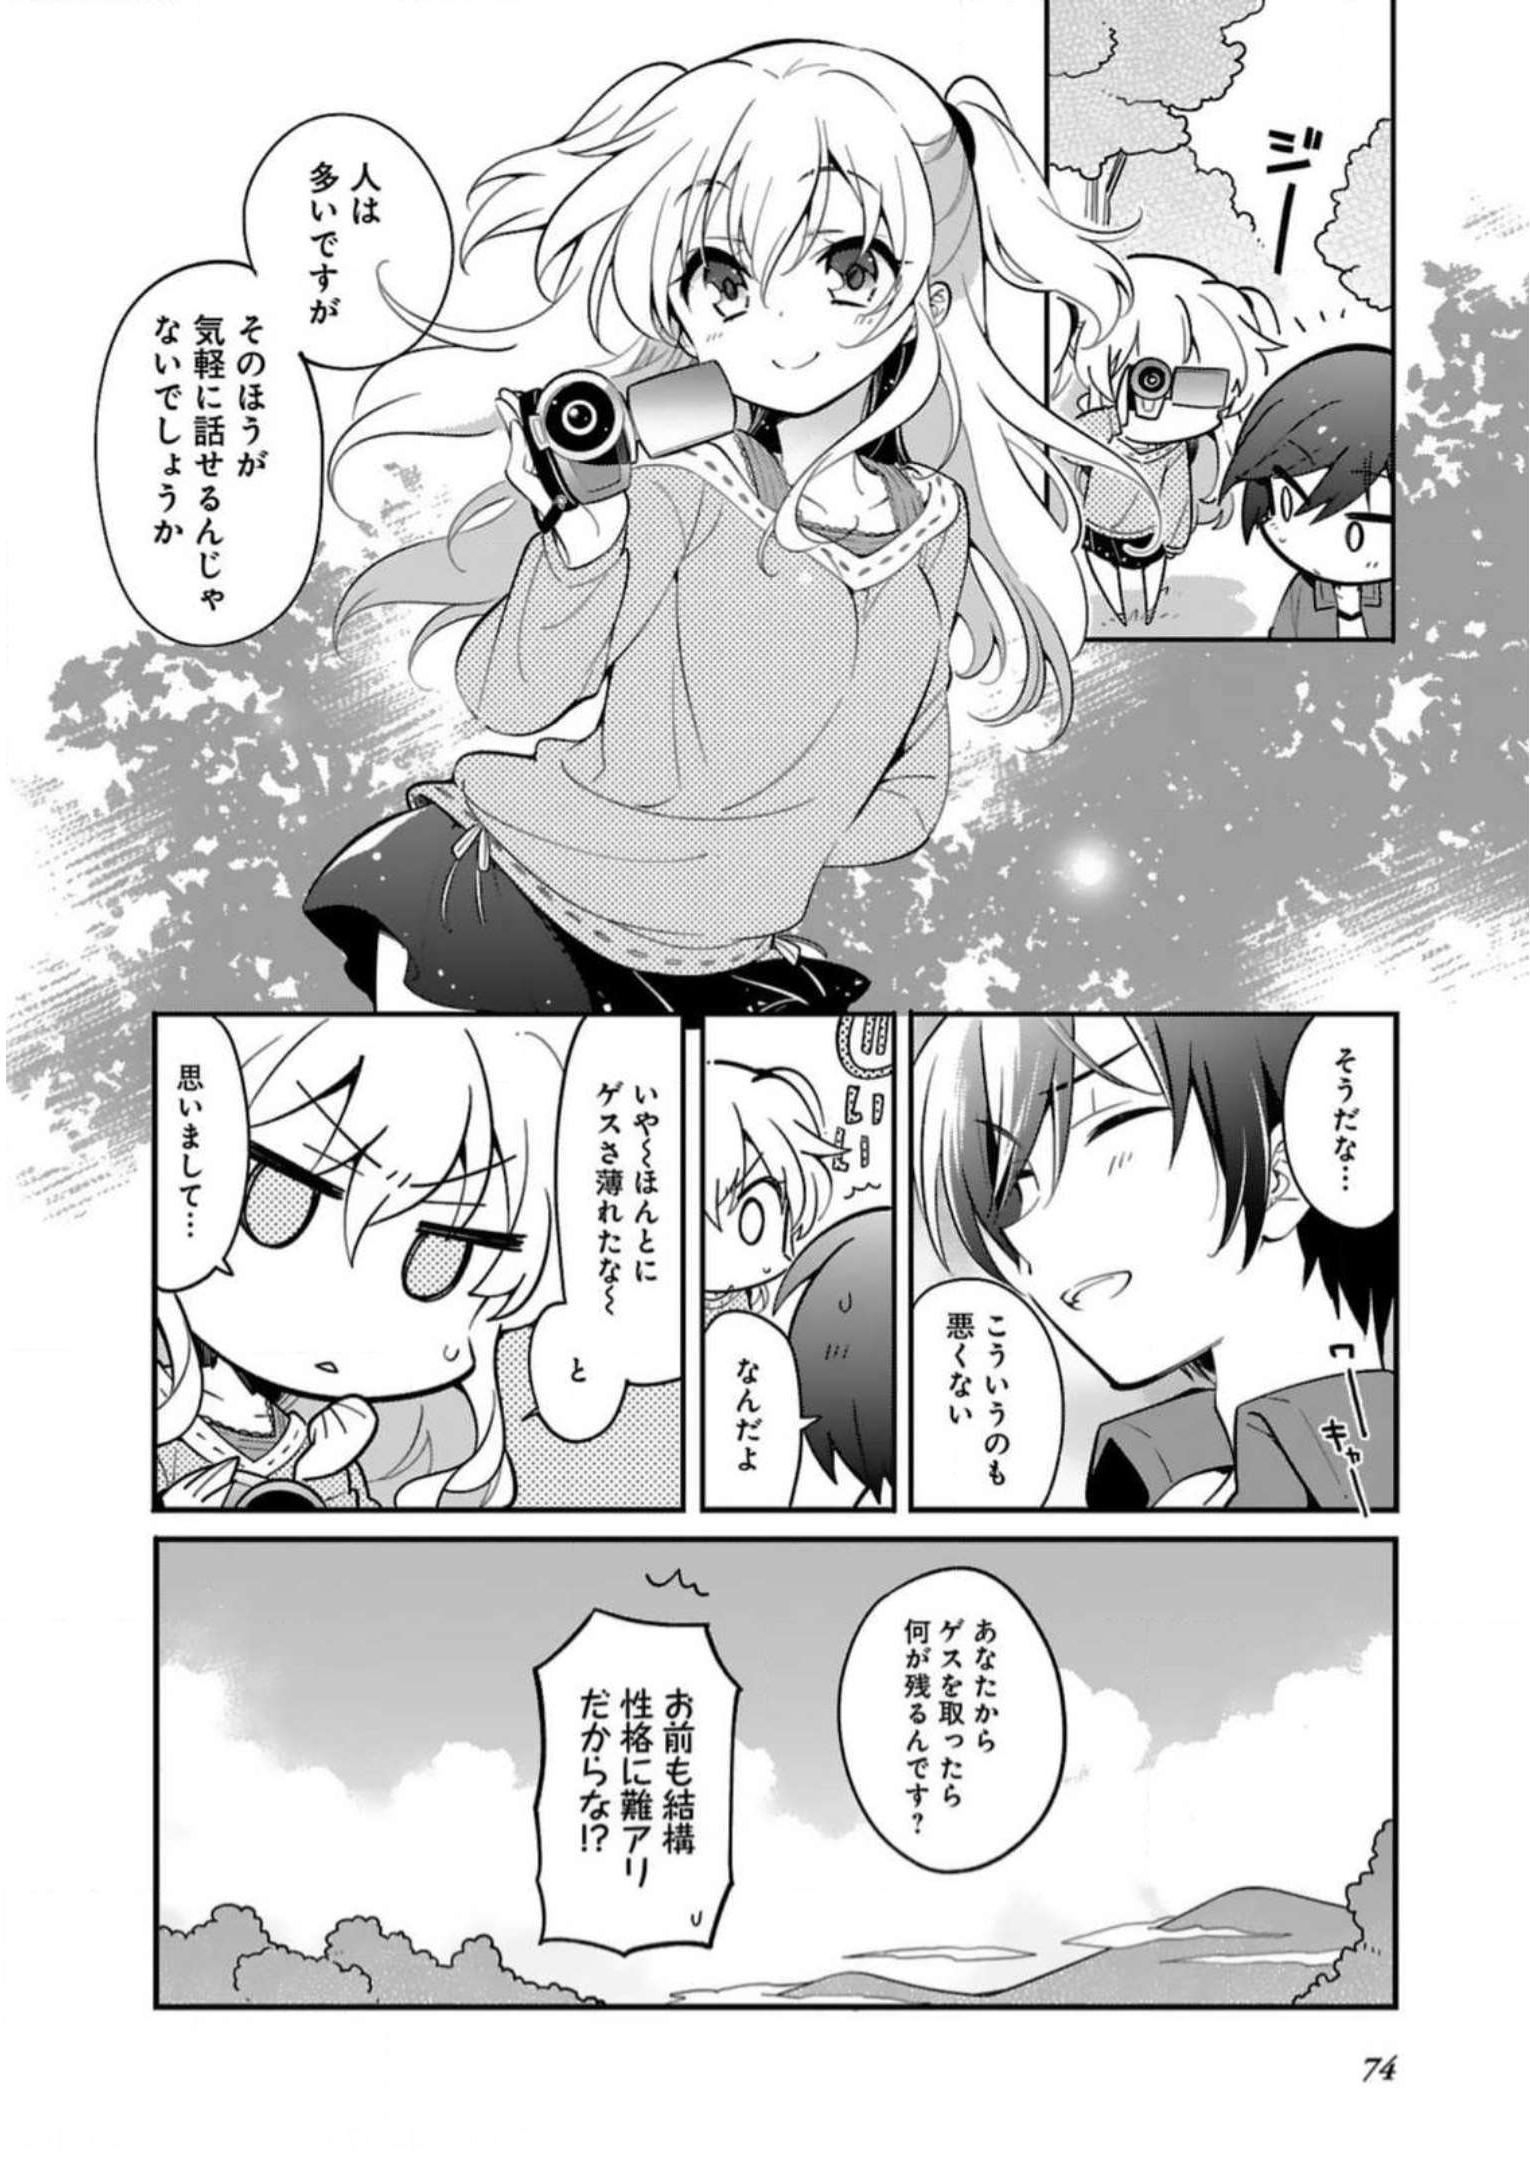 ジー
人は
多いですが
そのほうが
気軽に話せるんじゃ
ないでしょうか
そうだな…
こういうのも
悪くない
ワー
キャー
じーー
なんだよ
いや〜ほんとに
ゲスさ薄れたな〜
と
思いまして…
あなたから
ゲスを取ったら
何が残るんです？
お前も結構
性格に難アリ
だからな!?
74